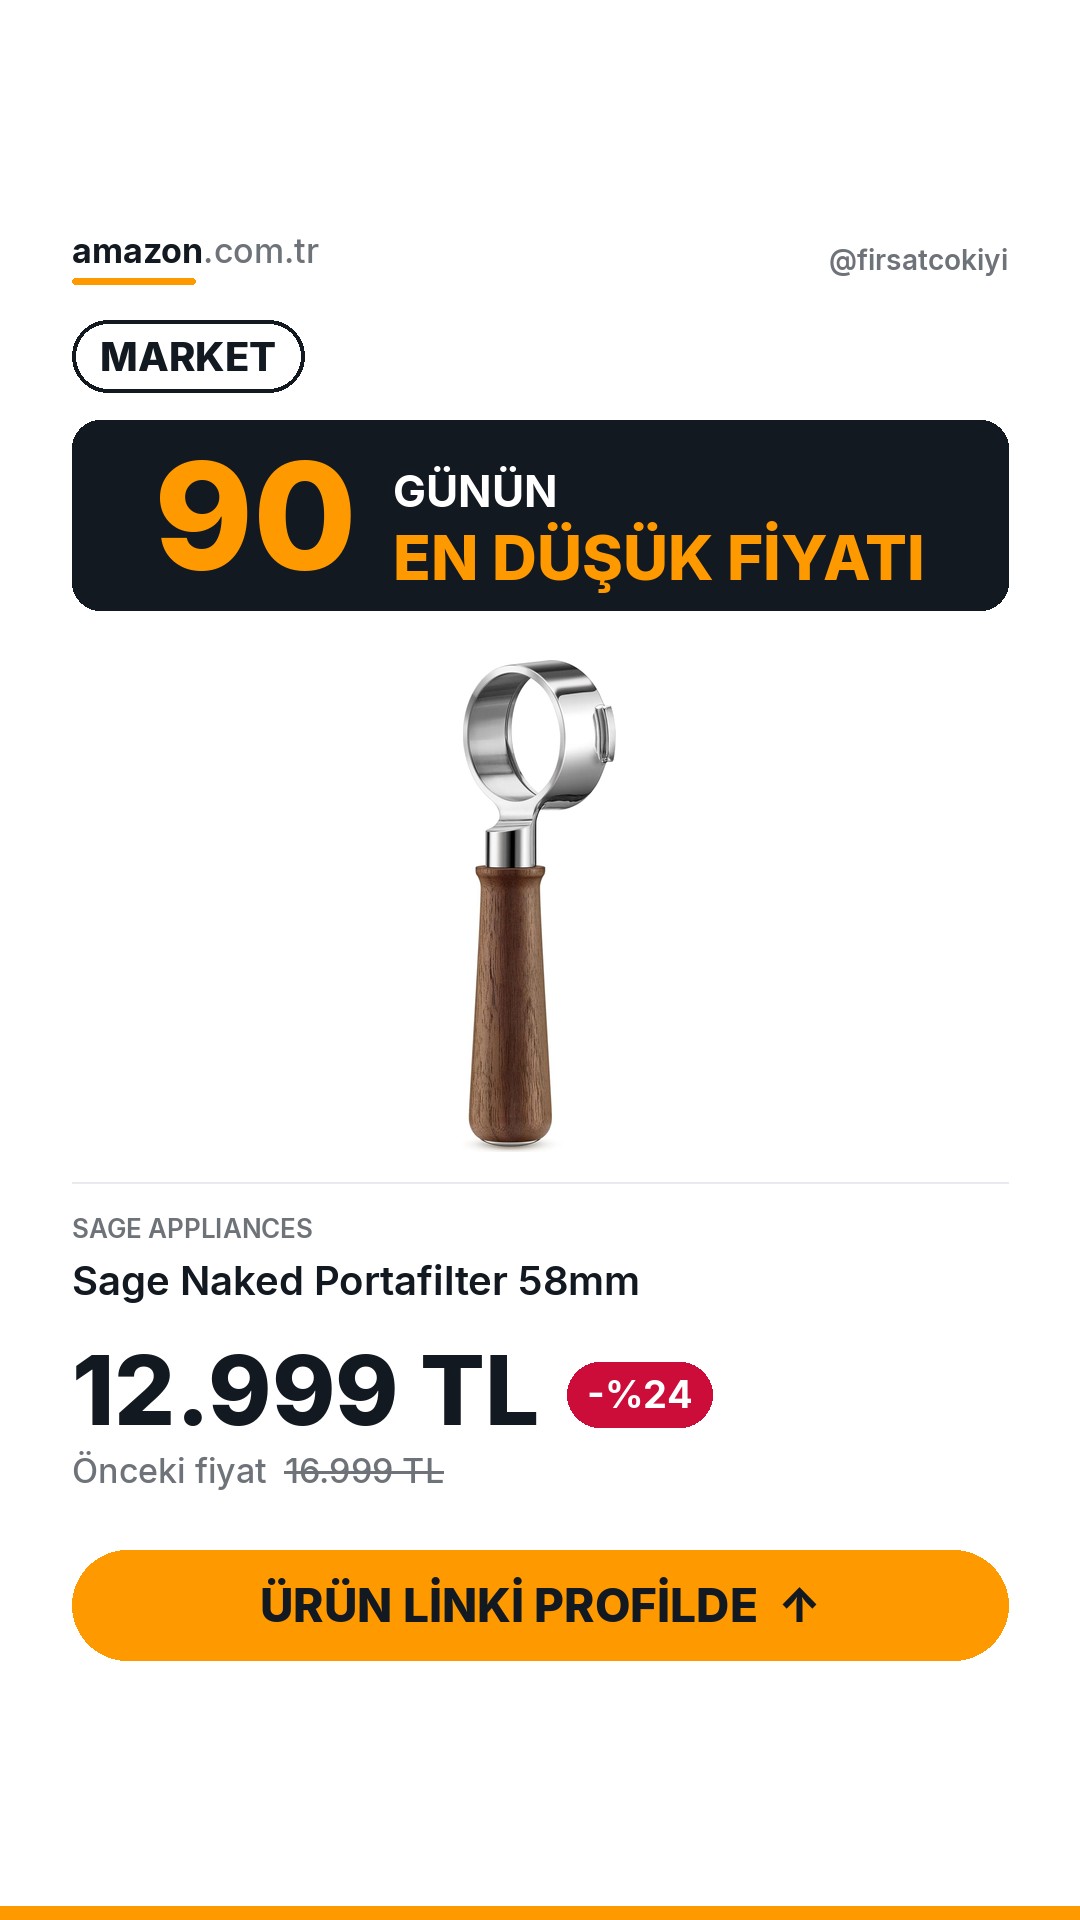 amazon.com.tr
@firsatcokiyi
MARKET
90 GÜNÜN
EN DÜŞÜK FİYATI
SAGE APPLIANCES
Sage Naked Portafilter 58mm
12.999 TL -%24
Önceki fiyat 16.999 TL
ÜRÜN LİNKİ PROFİLDE ↑